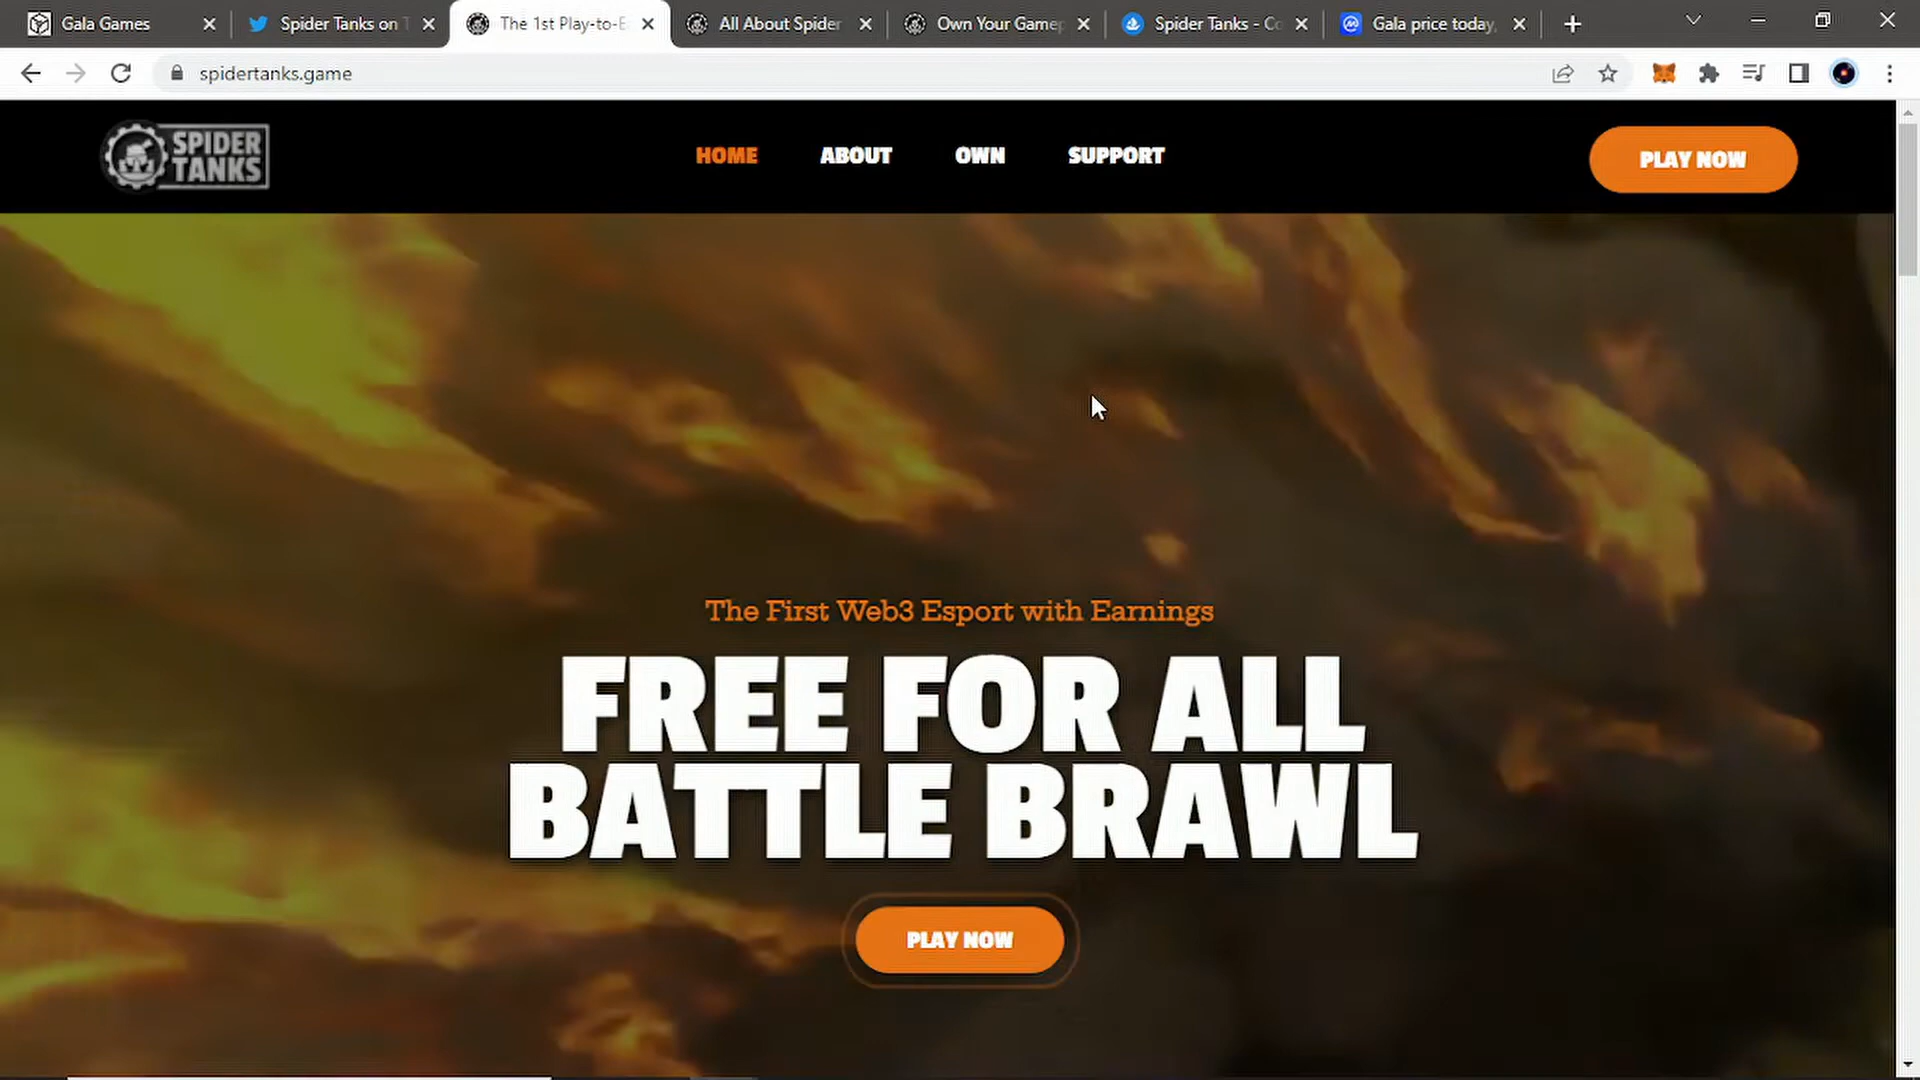 Gala Games
Spider Tanks on T
The 1st Play-to-E
All About Spider
Own Your Gamep
Spider Tanks - Co
Gala price today,
spidertanks.game
SPIDER
TANKS
HOME
ABOUT
OWN
SUPPORT
PLAY NOW
The First Web3 Esport with Earnings
FREE FOR ALL
BATTLE BRAWL
PLAY NOW